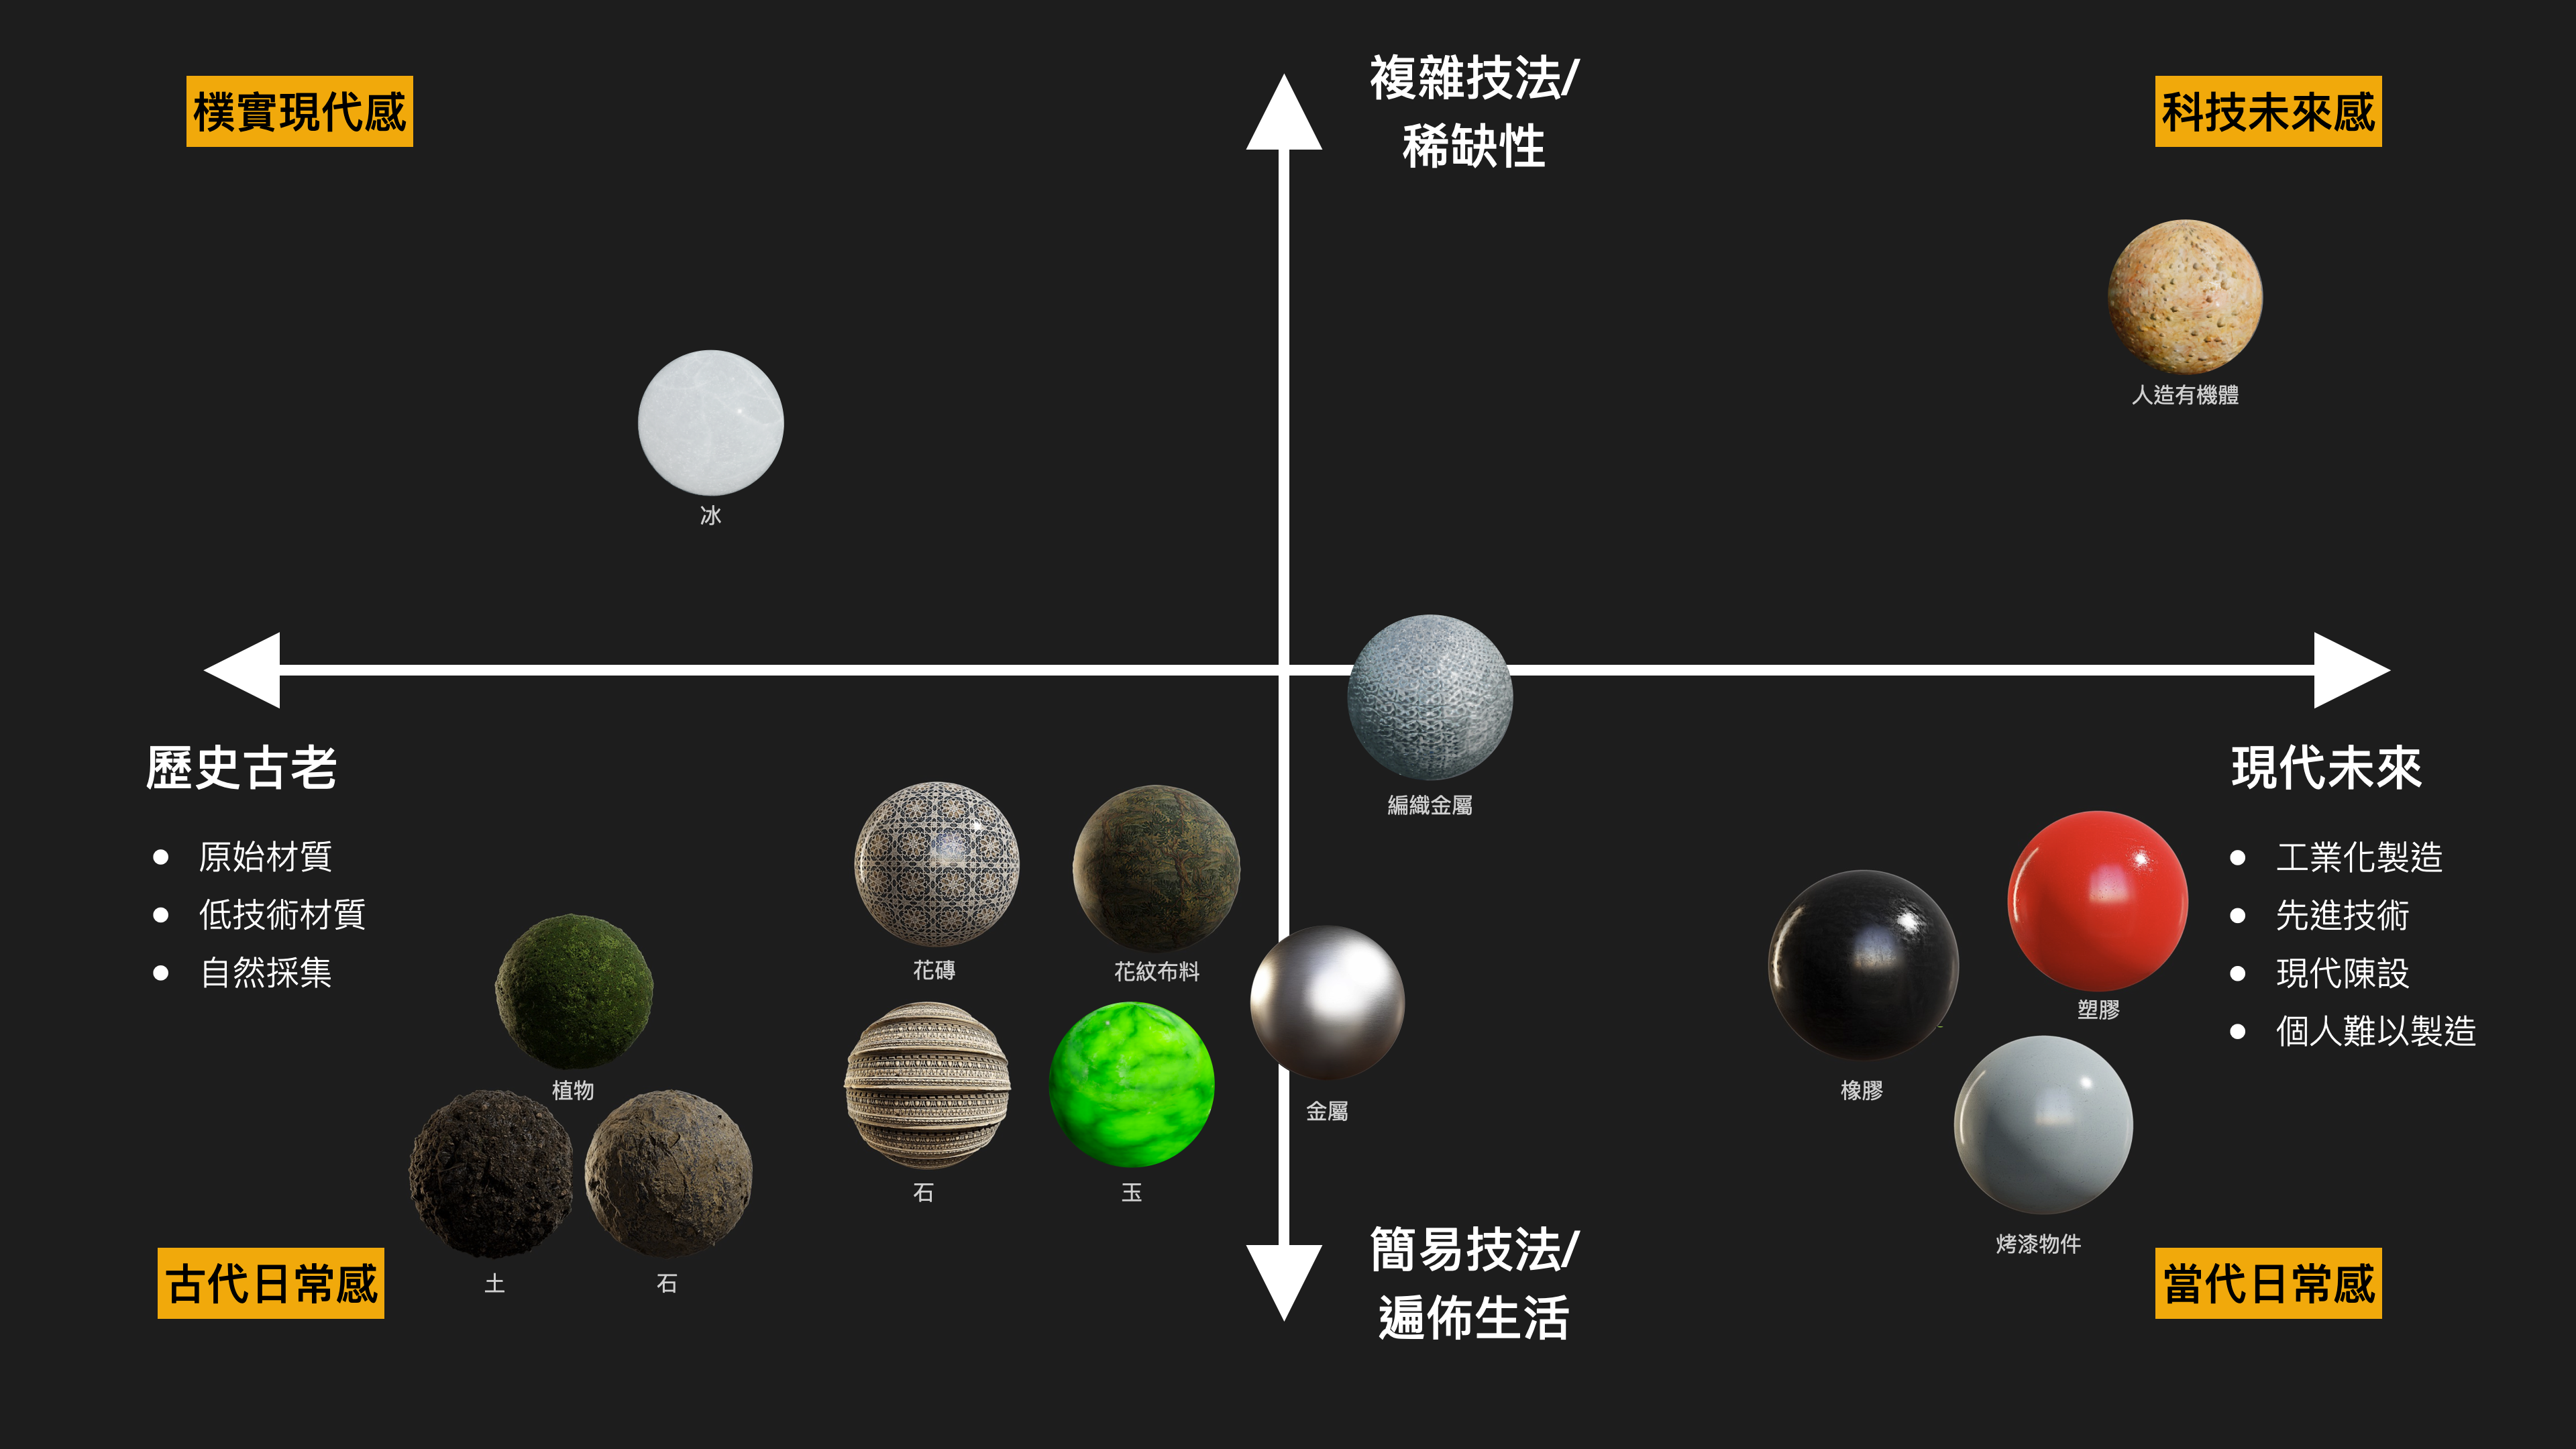 樸實現代感
複雜技法/
稀缺性
科技未來感
人造有機體
冰
歷史古老
現代未來
編織金屬
原始材質
低技術材質
自然採集
工業化製造
先進技術
現代陳設
個人難以製造
花磚
花紋布料
塑膠
植物
金屬
橡膠
石
玉
烤漆物件
古代日常感
土
石
簡易技法/
遍佈生活
當代日常感